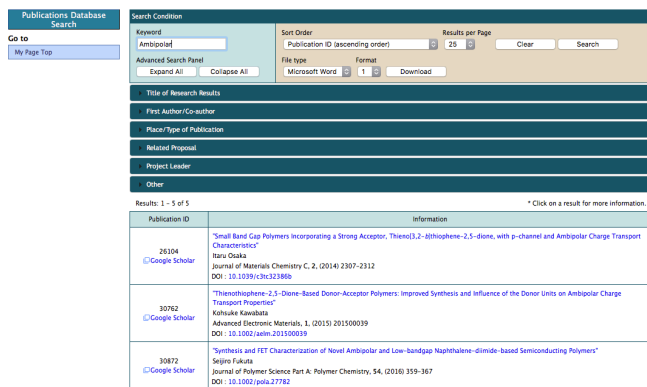 Publications Database
Search
Go to
My Page Top
Search Condition
Keyword
Ambipolar
Advanced Search Panel
Expand All Collapse All
Sort Order Results per Page
Publication ID (ascending order) 25 Clear Search
File type Format
Microsoft Word 1 Download
Title of Research Results
First Author/Co-author
Place/Type of Publication
Related Proposal
Project Leader
Other
Results: 1 – 5 of 5 * Click on a result for more information.
Publication ID Information
26104
Google Scholar
"Small Band Gap Polymers Incorporating a Strong Acceptor, Thieno[3,2-b]thiophene-2,5-dione, with p-channel and Ambipolar Charge Transport
Characteristics"
Itaru Osaka
Journal of Materials Chemistry C, 2, (2014) 2307-2312
DOI : 10.1039/c3tc32386b
30762
Google Scholar
"Thienothiophene-2,5-Dione-Based Donor-Acceptor Polymers: Improved Synthesis and Influence of the Donor Units on Ambipolar Charge
Transport Properties"
Kohsuke Kawabata
Advanced Electronic Materials, 1, (2015) 201500039
DOI : 10.1002/aelm.201500039
30872
Google Scholar
"Synthesis and FET Characterization of Novel Ambipolar and Low-bandgap Naphthalene-diimide-based Semiconducting Polymers"
Seijiro Fukuta
Journal of Polymer Science Part A: Polymer Chemistry, 54, (2016) 359-367
DOI : 10.1002/pola.27782